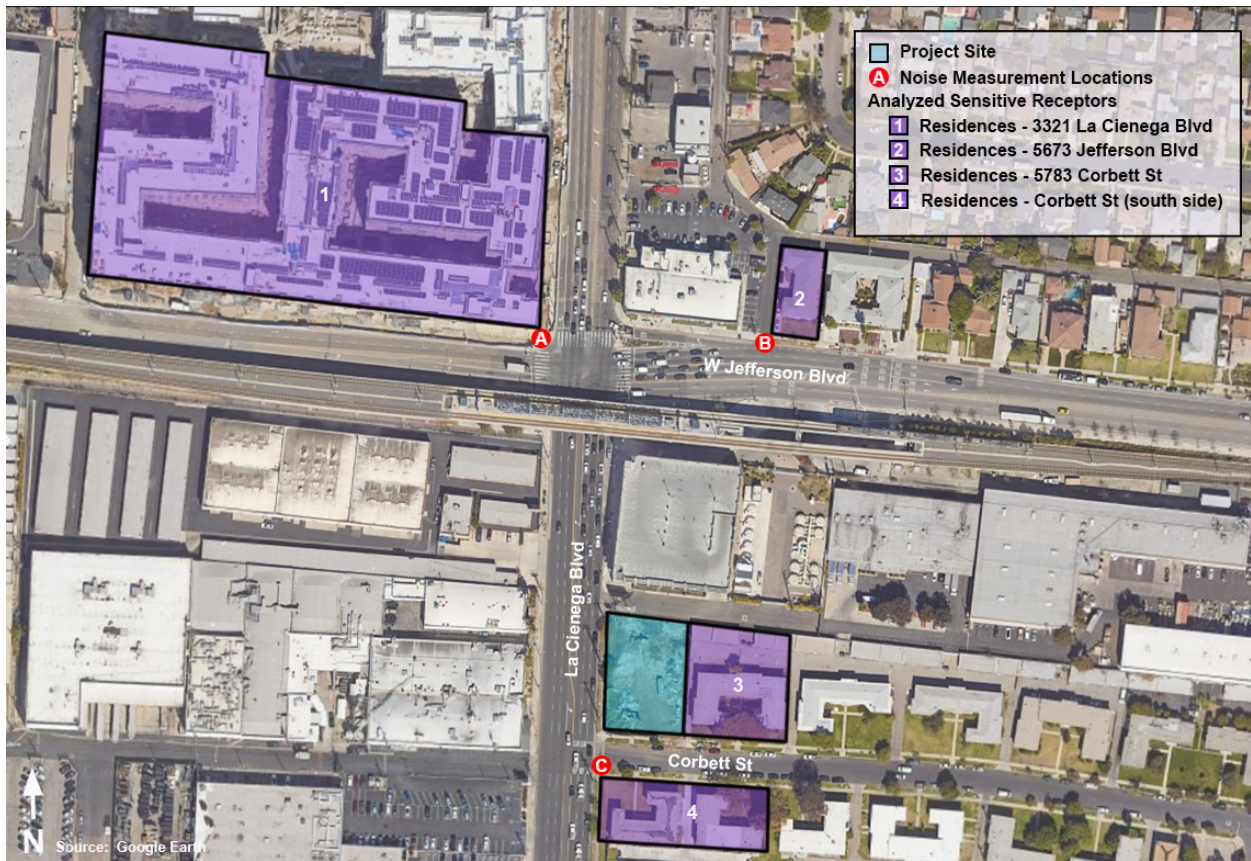 Project Site
A Noise Measurement Locations
Analyzed Sensitive Receptors
1 Residences - 3321 La Cienega Blvd
2 Residences - 5673 Jefferson Blvd
3 Residences - 5783 Corbett St
4 Residences - Corbett St (south side)
1
2
A
B
W Jefferson Blvd
La Cienega Blvd
3
C
Corbett St
4
N
Source: Google Earth